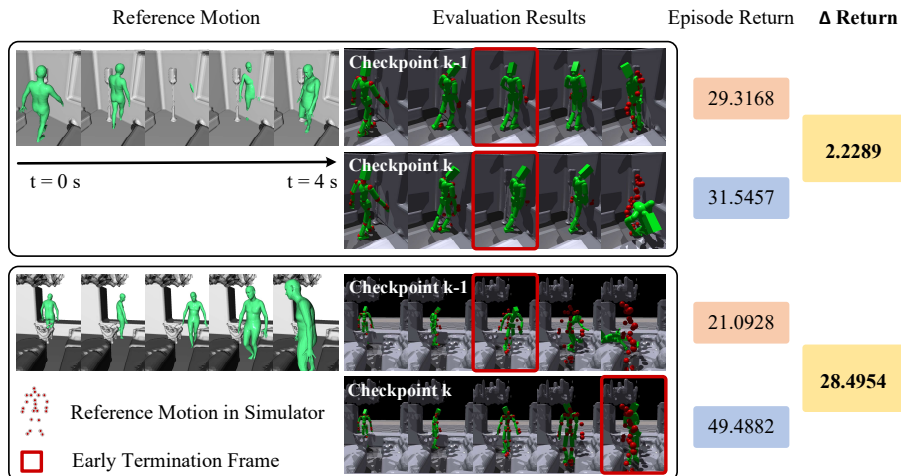 Reference Motion
Evaluation Results
Episode Return
Δ Return
Checkpoint k-1
29.3168
2.2289
t = 0 s
t = 4 s
Checkpoint k
31.5457
Checkpoint k-1
21.0928
28.4954
Checkpoint k
49.4882
Reference Motion in Simulator
Early Termination Frame